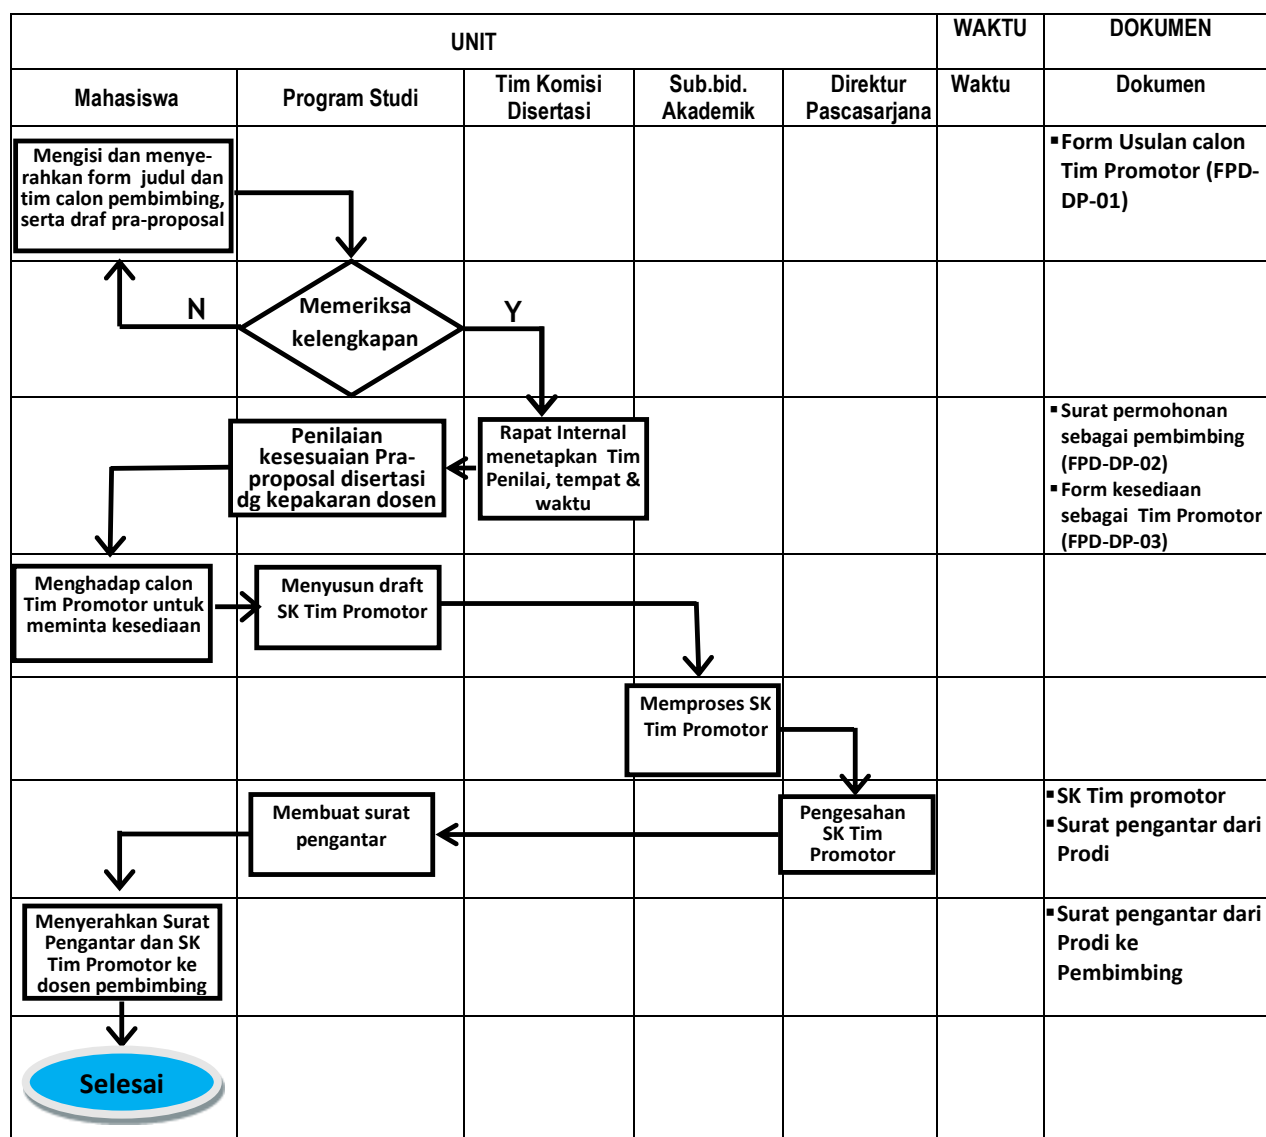 UNIT
WAKTU
DOKUMEN
Mahasiswa
Program Studi
Tim Komisi
Disertasi
Sub.bid.
Akademik
Direktur
Pascasarjana
Waktu
Dokumen
Mengisi dan menye-
rahkan form judul dan
tim calon pembimbing,
serta draf pra-proposal
▪Form Usulan calon
Tim Promotor (FPD-
DP-01)
N
Memeriksa
kelengkapan
Y
Penilaian
kesesuaian Pra-
proposal disertasi
dg kepakaran dosen
Rapat Internal
menetapkan Tim
Penilai, tempat &
waktu
▪Surat permohonan
sebagai pembimbing
(FPD-DP-02)
▪Form kesediaan
sebagai Tim Promotor
(FPD-DP-03)
Menghadap calon
Tim Promotor untuk
meminta kesediaan
Menyusun draft
SK Tim Promotor
Memproses SK
Tim Promotor
Membuat surat
pengantar
Pengesahan
SK Tim
Promotor
▪SK Tim promotor
▪Surat pengantar dari
Prodi
Menyerahkan Surat
Pengantar dan SK
Tim Promotor ke
dosen pembimbing
▪Surat pengantar dari
Prodi ke
Pembimbing
Selesai